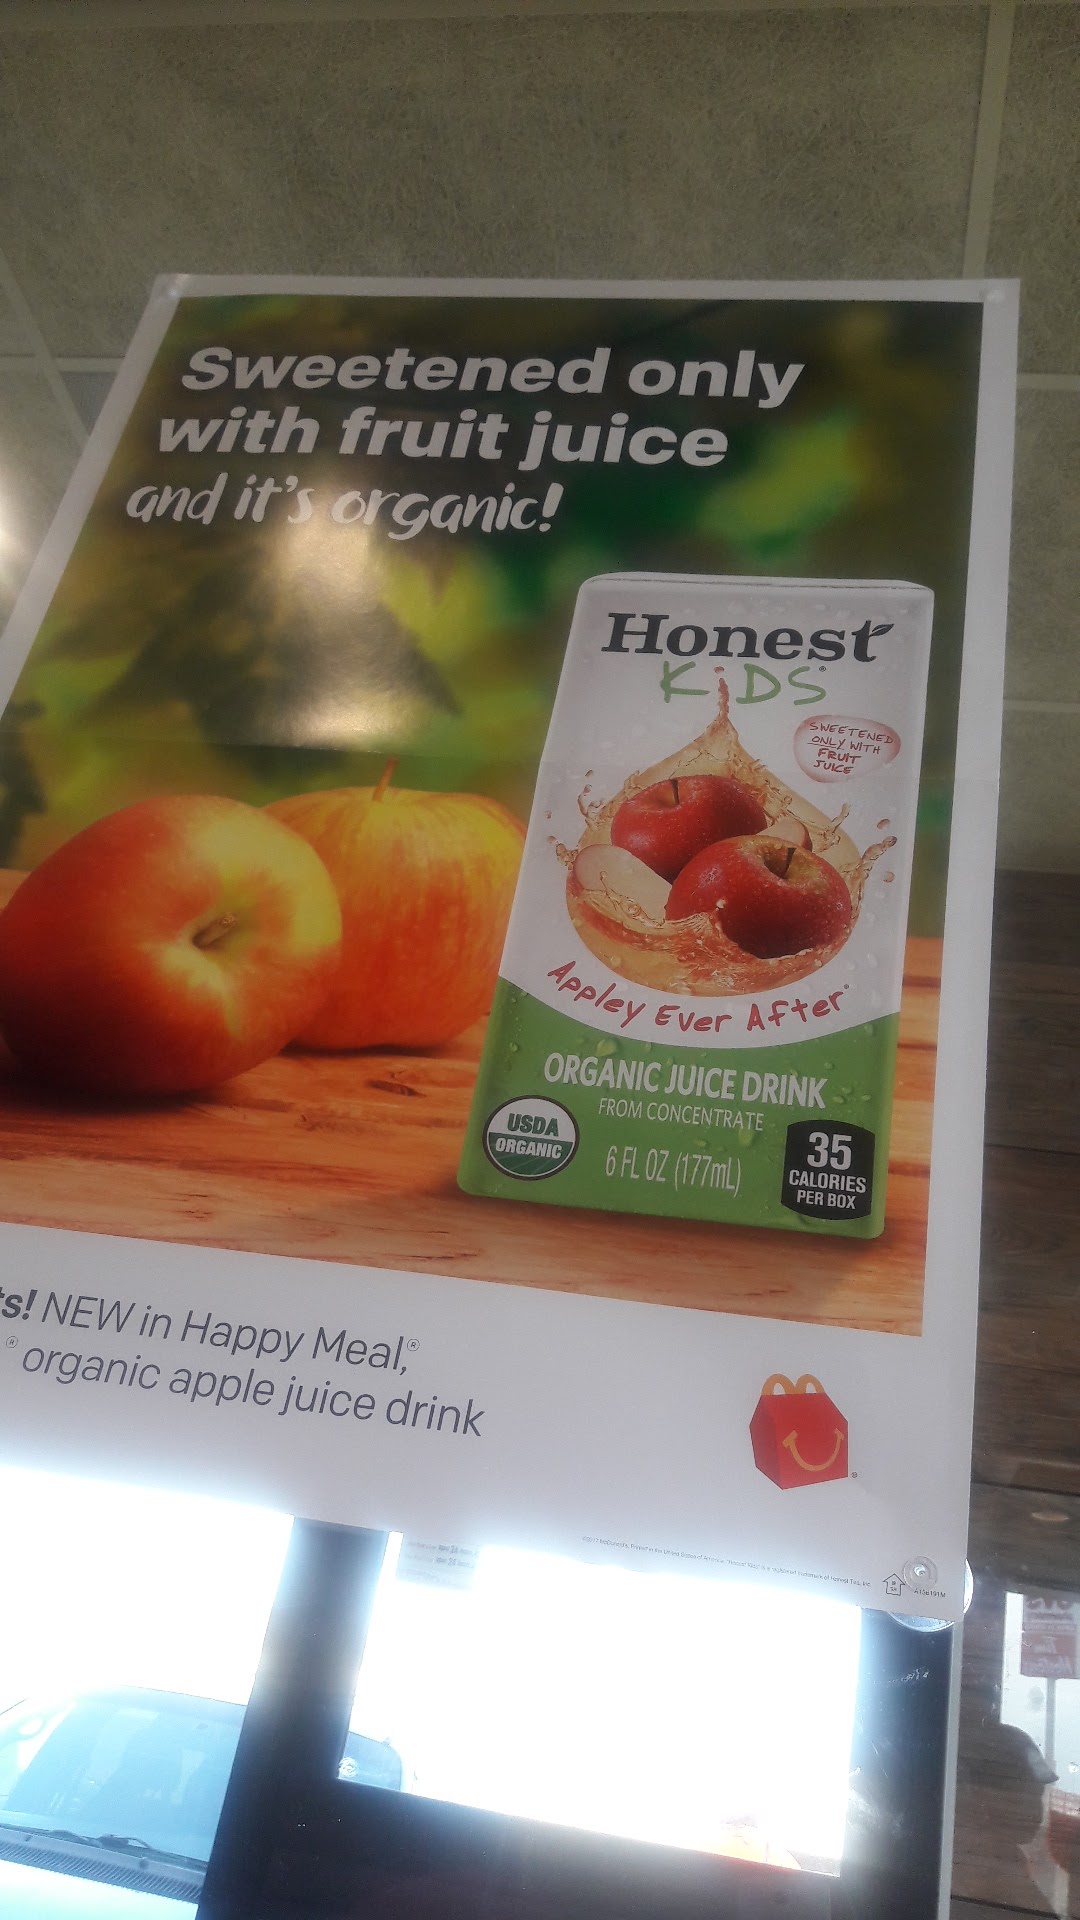 Sweetened only
with fruit juice
and it's organic!
Honest
KiDS®
SWEETENED
ONLY WITH
FRUIT
JUICE
Appley Ever After®
ORGANIC JUICE DRINK
FROM CONCENTRATE
USDA
ORGANIC
6 FL OZ (177mL)
35
CALORIES
PER BOX
ts! NEW in Happy Meal,®
® organic apple juice drink